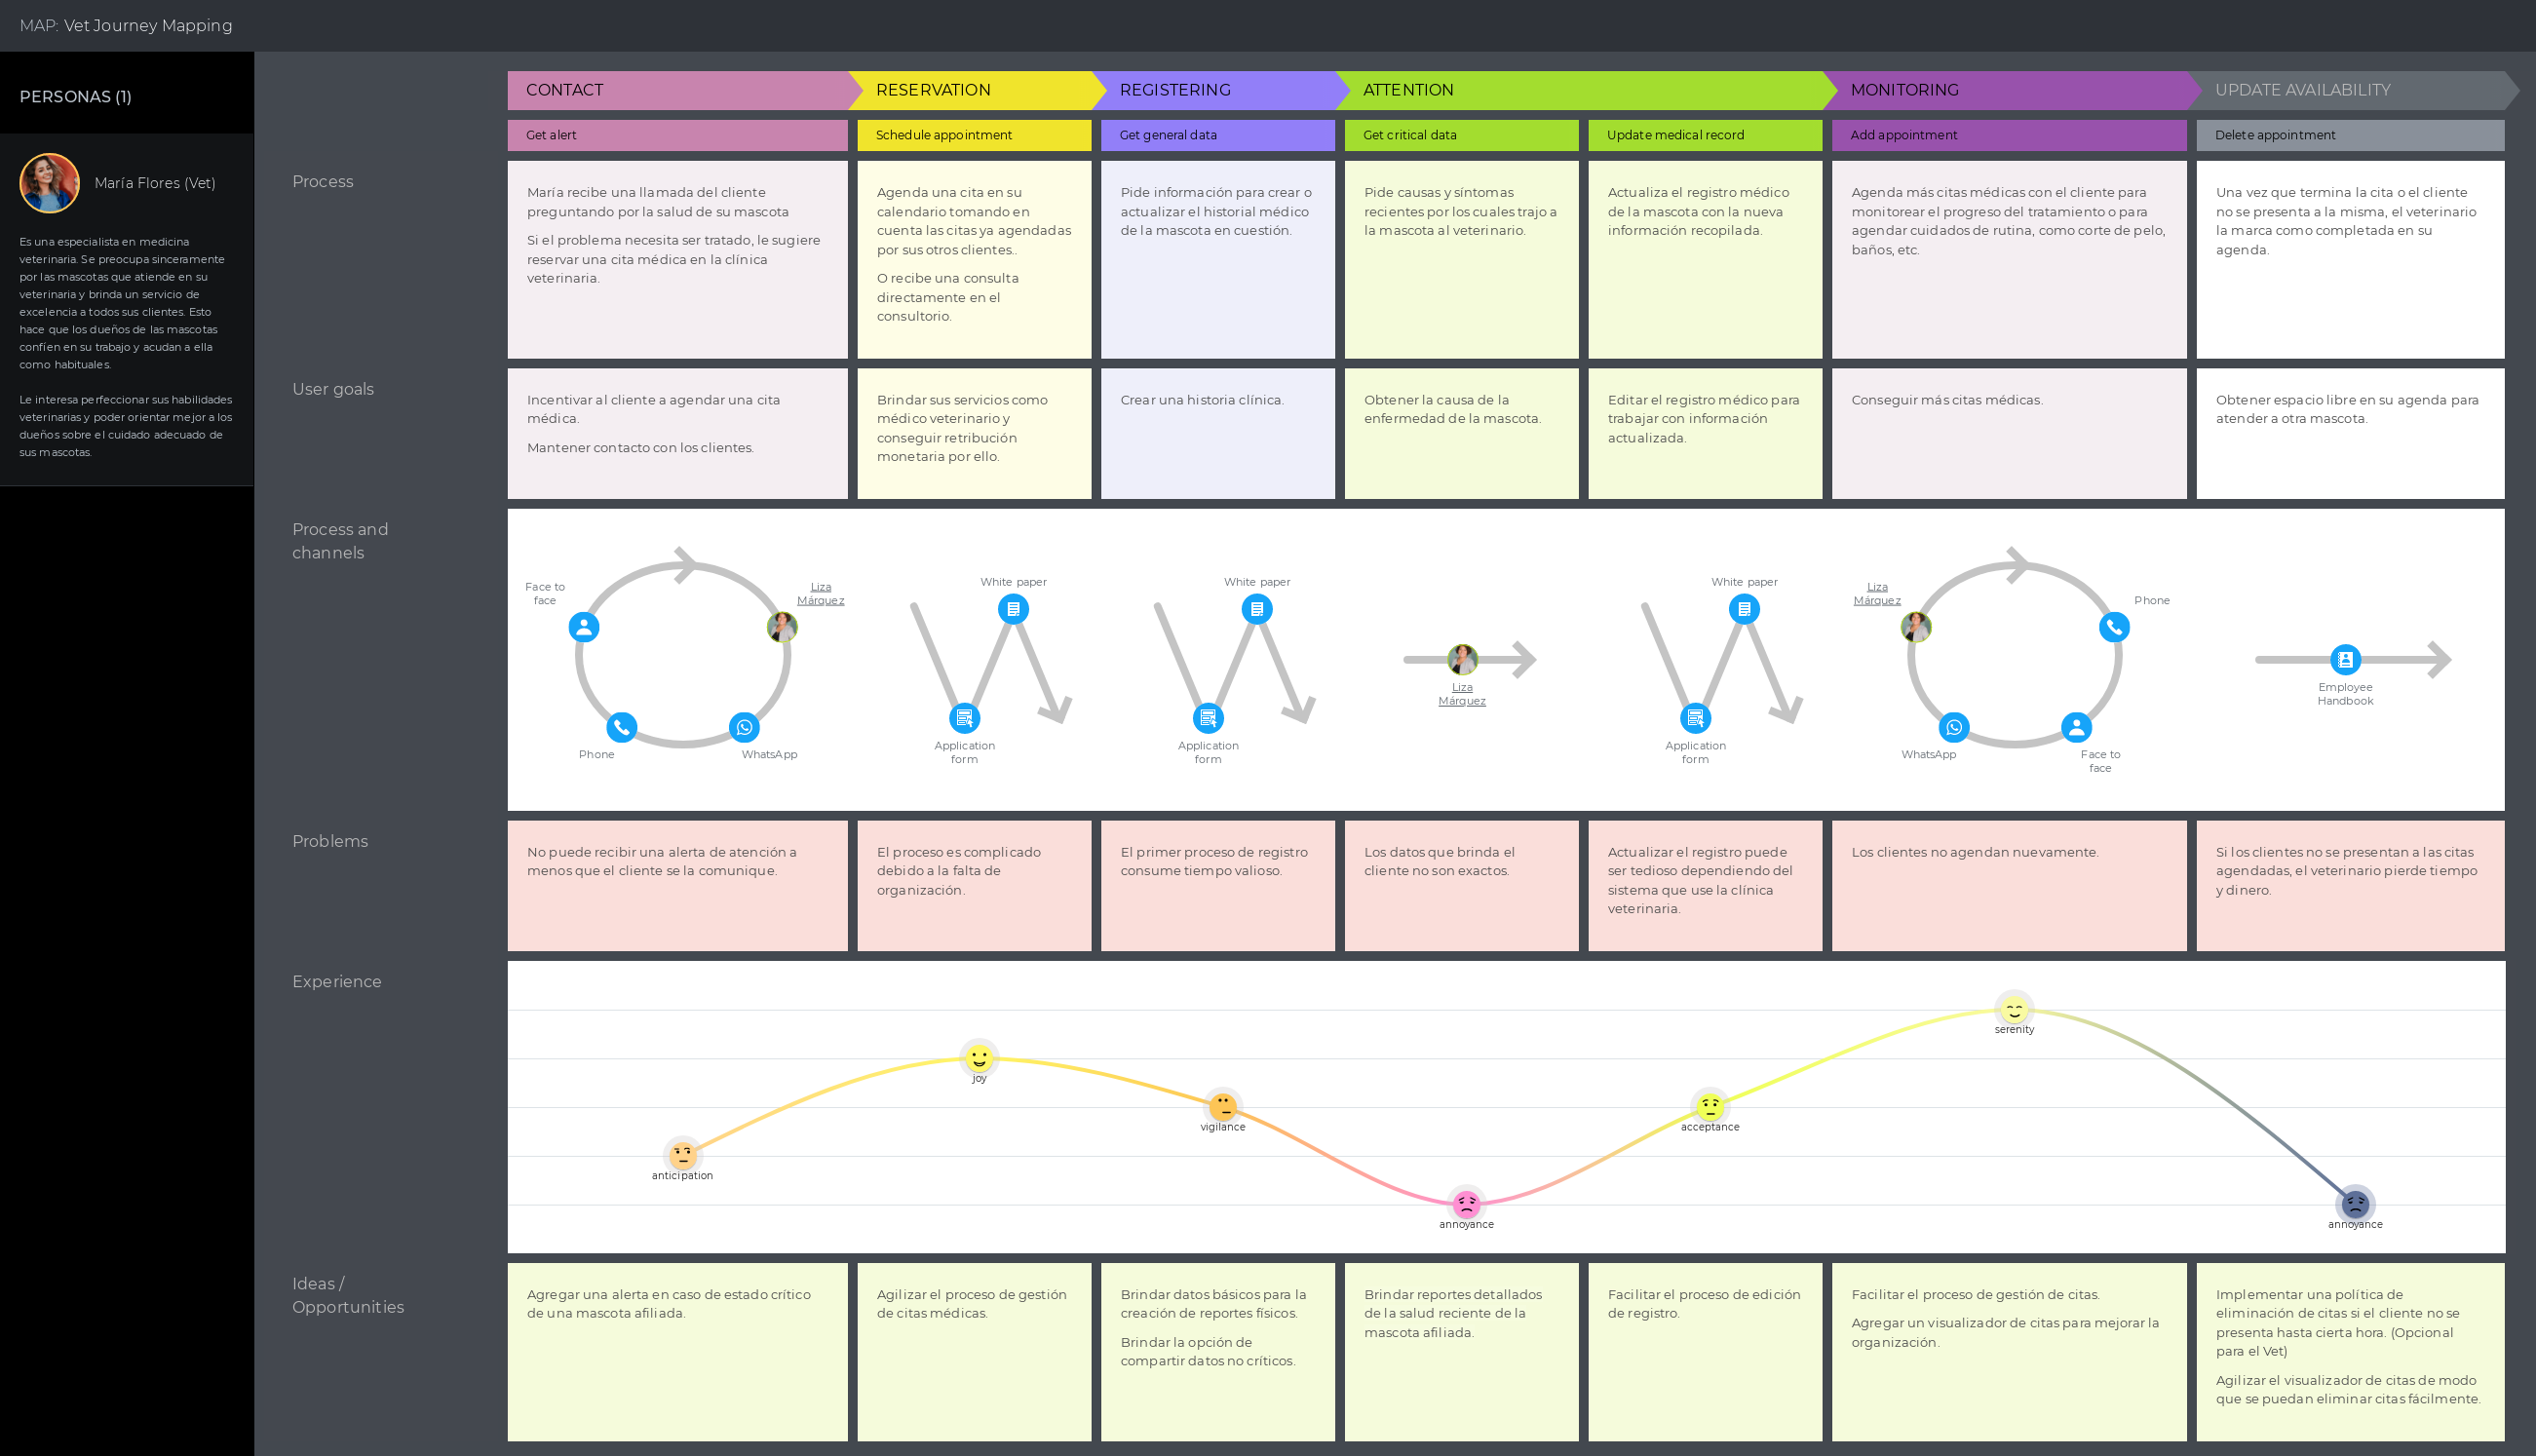 MAP: Vet Journey Mapping
PERSONAS (1)
María Flores (Vet)
Es una especialista en medicina
veterinaria. Se preocupa sinceramente
por las mascotas que atiende en su
veterinaria y brinda un servicio de
excelencia a todos sus clientes. Esto
hace que los dueños de las mascotas
confíen en su trabajo y acudan a ella
como habituales.
Le interesa perfeccionar sus habilidades
veterinarias y poder orientar mejor a los
dueños sobre el cuidado adecuado de
sus mascotas.
CONTACT
RESERVATION
REGISTERING
ATTENTION
MONITORING
UPDATE AVAILABILITY
Get alert
Schedule appointment
Get general data
Get critical data
Update medical record
Add appointment
Delete appointment
Process
María recibe una llamada del cliente
preguntando por la salud de su mascota
Si el problema necesita ser tratado, le sugiere
reservar una cita médica en la clínica
veterinaria.
Agenda una cita en su
calendario tomando en
cuenta las citas ya agendadas
por sus otros clientes..
O recibe una consulta
directamente en el
consultorio.
Pide información para crear o
actualizar el historial médico
de la mascota en cuestión.
Pide causas y síntomas
recientes por los cuales trajo a
la mascota al veterinario.
Actualiza el registro médico
de la mascota con la nueva
información recopilada.
Agenda más citas médicas con el cliente para
monitorear el progreso del tratamiento o para
agendar cuidados de rutina, como corte de pelo,
baños, etc.
Una vez que termina la cita o el cliente
no se presenta a la misma, el veterinario
la marca como completada en su
agenda.
User goals
Incentivar al cliente a agendar una cita
médica.
Mantener contacto con los clientes.
Brindar sus servicios como
médico veterinario y
conseguir retribución
monetaria por ello.
Crear una historia clínica.
Obtener la causa de la
enfermedad de la mascota.
Editar el registro médico para
trabajar con información
actualizada.
Conseguir más citas médicas.
Obtener espacio libre en su agenda para
atender a otra mascota.
Process and
channels
Face to
face
Liza
Márquez
Phone
WhatsApp
White paper
Application
form
White paper
Application
form
Liza
Márquez
White paper
Application
form
Liza
Márquez
Phone
WhatsApp
Face to
face
Employee
Handbook
Problems
No puede recibir una alerta de atención a
menos que el cliente se la comunique.
El proceso es complicado
debido a la falta de
organización.
El primer proceso de registro
consume tiempo valioso.
Los datos que brinda el
cliente no son exactos.
Actualizar el registro puede
ser tedioso dependiendo del
sistema que use la clínica
veterinaria.
Los clientes no agendan nuevamente.
Si los clientes no se presentan a las citas
agendadas, el veterinario pierde tiempo
y dinero.
Experience
anticipation
joy
vigilance
annoyance
acceptance
serenity
annoyance
Ideas /
Opportunities
Agregar una alerta en caso de estado crítico
de una mascota afiliada.
Agilizar el proceso de gestión
de citas médicas.
Brindar datos básicos para la
creación de reportes físicos.
Brindar la opción de
compartir datos no críticos.
Brindar reportes detallados
de la salud reciente de la
mascota afiliada.
Facilitar el proceso de edición
de registro.
Facilitar el proceso de gestión de citas.
Agregar un visualizador de citas para mejorar la
organización.
Implementar una política de
eliminación de citas si el cliente no se
presenta hasta cierta hora. (Opcional
para el Vet)
Agilizar el visualizador de citas de modo
que se puedan eliminar citas fácilmente.